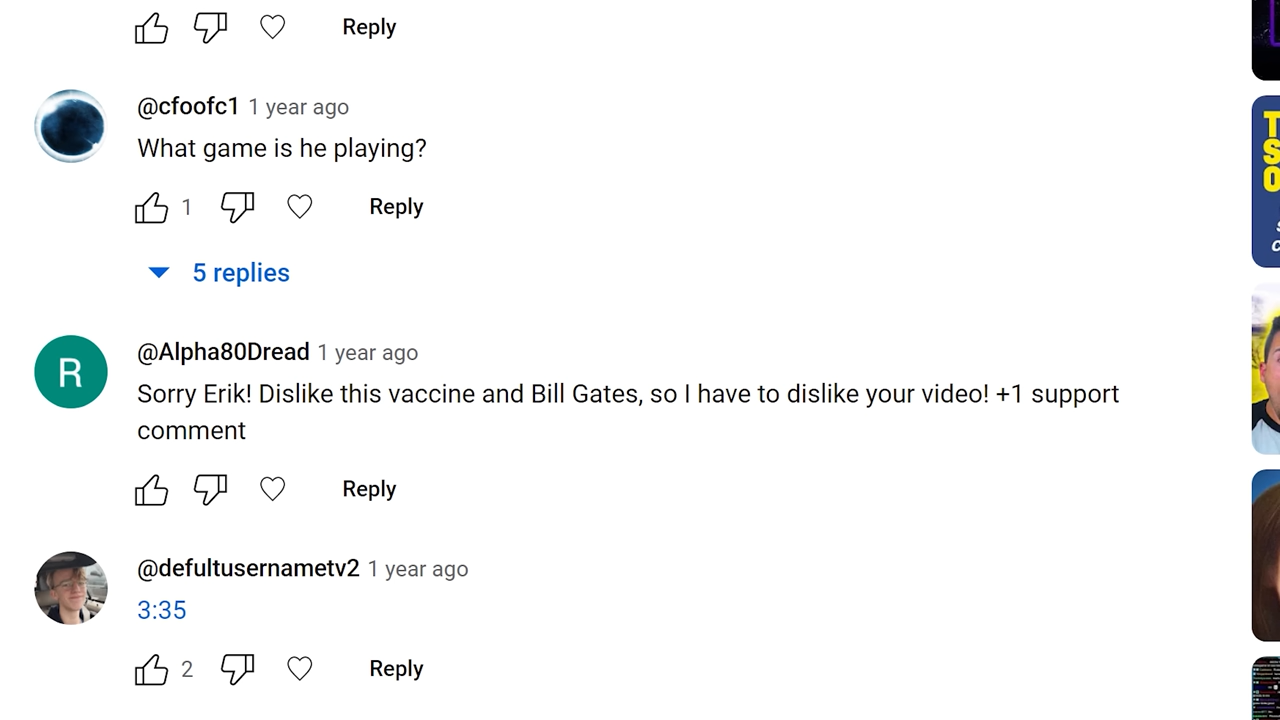 Reply
@cfoofc1 1 year ago
What game is he playing?
1 Reply
5 replies
R
@Alpha80Dread 1 year ago
Sorry Erik! Dislike this vaccine and Bill Gates, so I have to dislike your video! +1 support
comment
Reply
@defultusernametv2 1 year ago
3:35
2 Reply
T
S
O